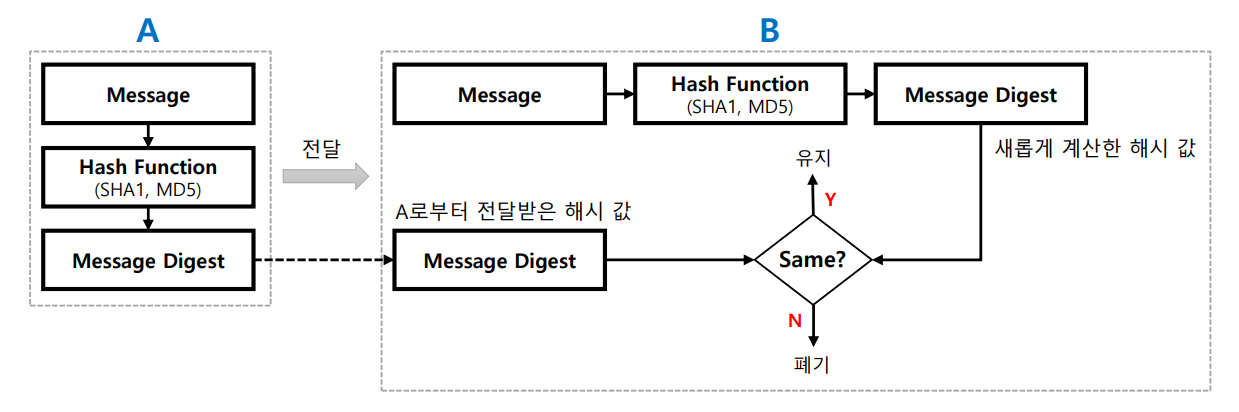 A
Message
Hash Function
(SHA1, MD5)
Message Digest
전달
B
Message
Hash Function
(SHA1, MD5)
Message Digest
새롭게 계산한 해시 값
유지
Y
A로부터 전달받은 해시 값
Message Digest
Same?
N
폐기